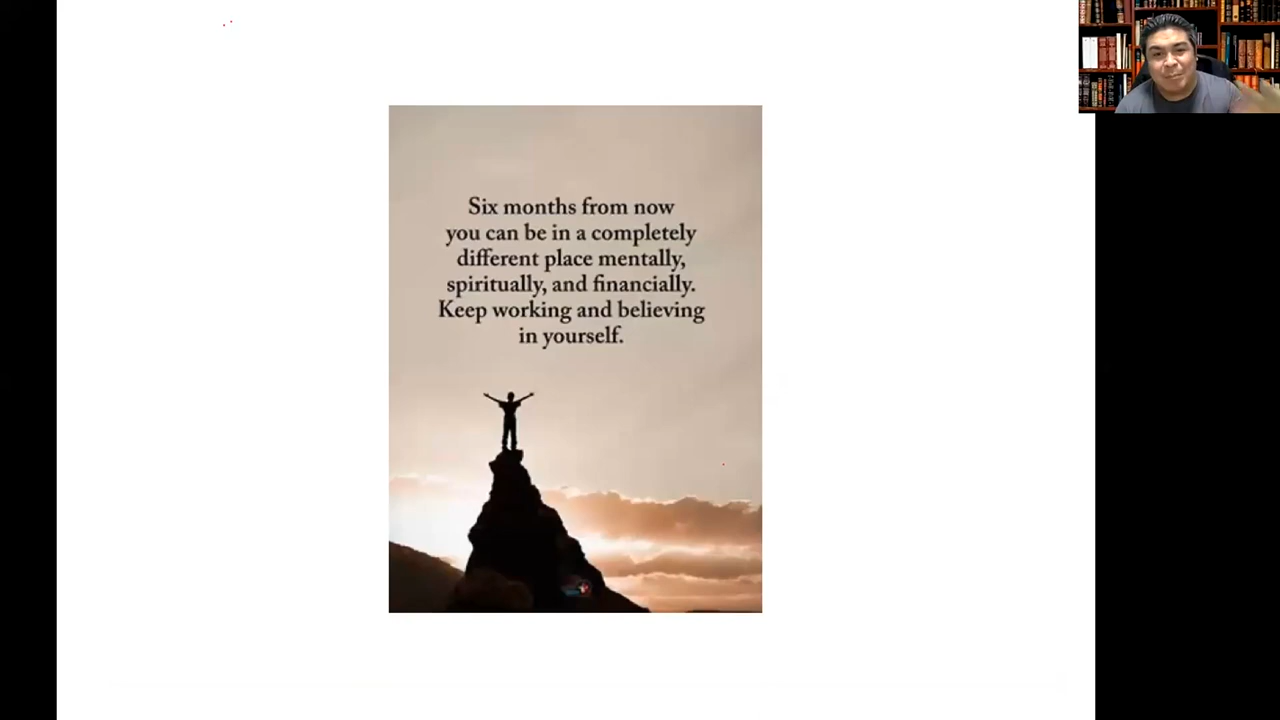 Six months from now
you can be in a completely
different place mentally,
spiritually, and financially.
Keep working and believing
in yourself.